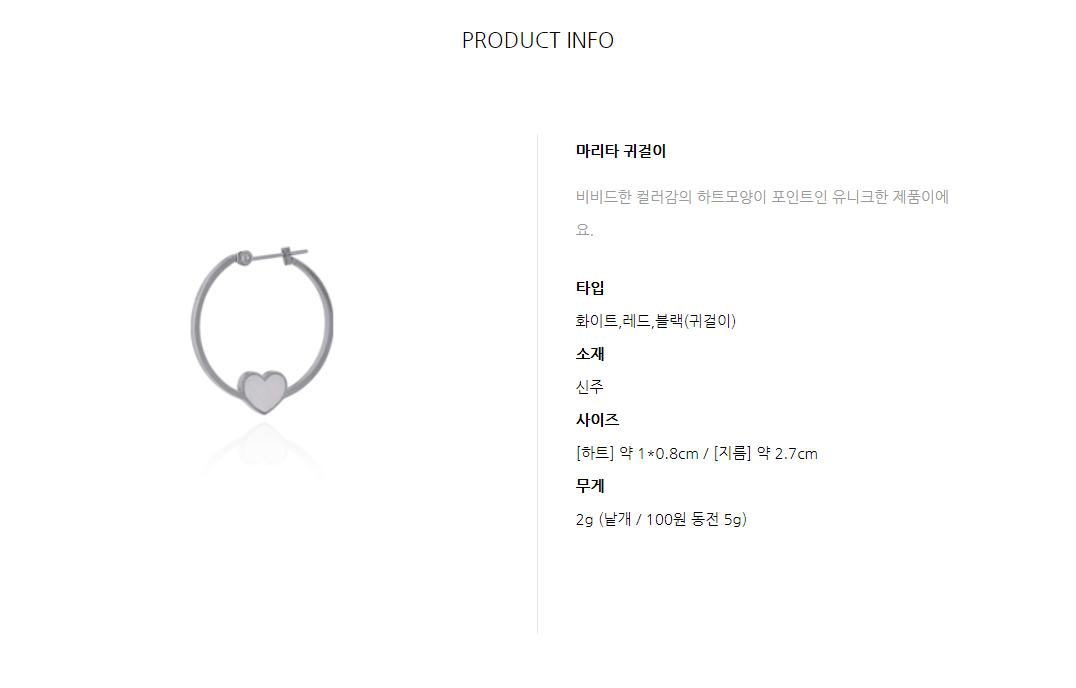 PRODUCT INFO
마리타 귀걸이
비비드한 컬러감의 하트모양이 포인트인 유니크한 제품이에
요.
타입
화이트,레드,블랙(귀걸이)
소재
신주
사이즈
[하트] 약 1*0.8cm / [지름] 약 2.7cm
무게
2g (낱개 / 100원 동전 5g)